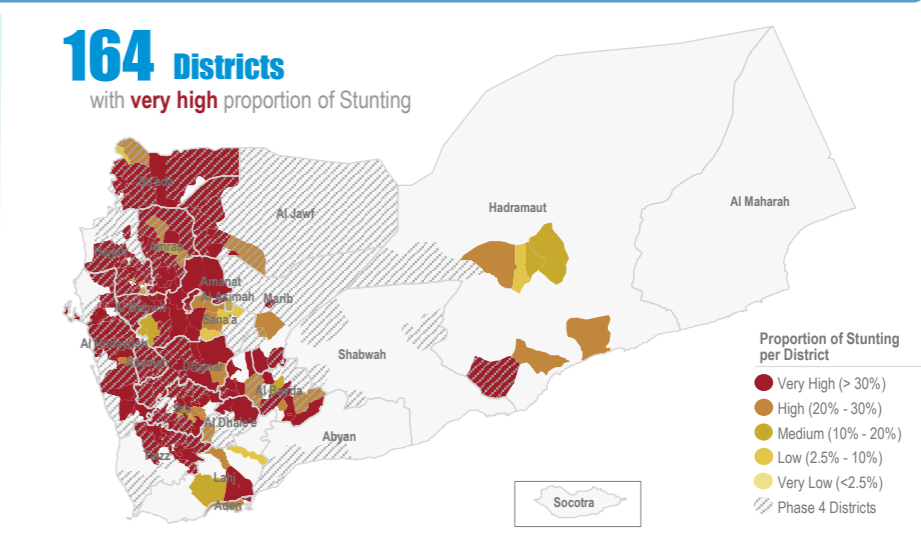 164 Districts
with very high proportion of Stunting
Sa'ada
Al Jawf
Hadramaut
Al Maharah
Amran
Hajjah
Amanat
Al Asimah
Marib
Al Mahwit
Sana'a
Al Hudaydah
Raymah
Dhamar
Shabwah
Al Bayda
Ibb
Al Dhale'e
Abyan
Taizz
Lahj
Aden
Socotra
Proportion of Stunting
per District
Very High (> 30%)
High (20% - 30%)
Medium (10% - 20%)
Low (2.5% - 10%)
Very Low (<2.5%)
Phase 4 Districts